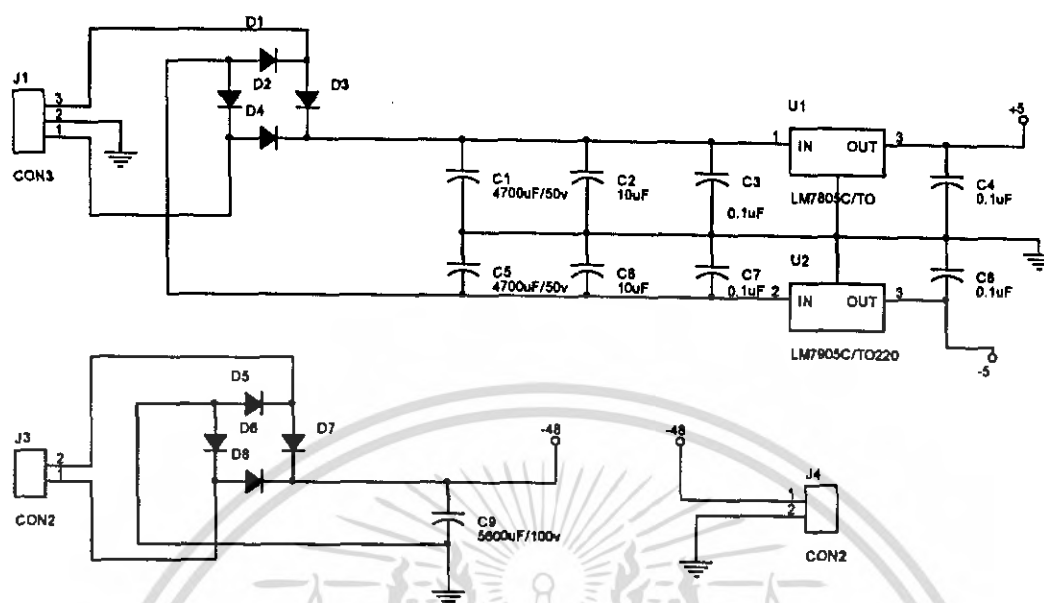 D1
J1
3
2
1
CON3
D2
D3
D4
U1
1
IN
OUT
3
+5
LM7805C/TO
C1
4700uF/50v
C2
10uF
C3
0.1uF
C4
0.1uF
C5
4700uF/50v
C6
10uF
C7
0.1uF
U2
2
IN
OUT
3
C6
0.1uF
LM7905C/TO220
-5
J3
2
1
CON2
D5
D6
D7
D8
-48
C9
5600uF/100v
-48
J4
1
2
CON2